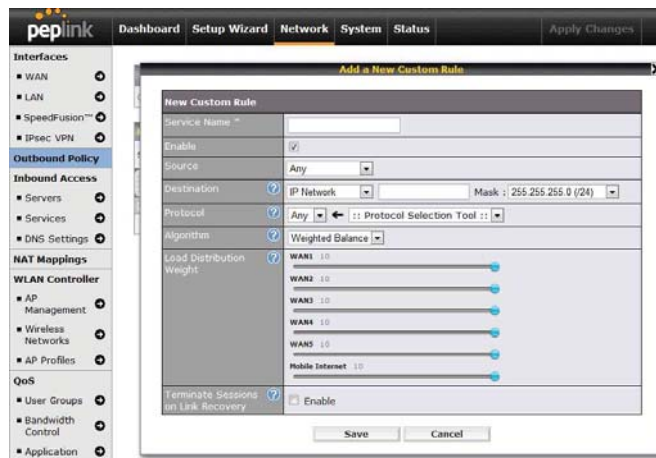 peplink
Dashboard Setup Wizard Network System Status Apply Changes
Interfaces
WAN
LAN
SpeedFusion™
IPsec VPN
Outbound Policy
Inbound Access
Servers
Services
DNS Settings
NAT Mappings
WLAN Controller
AP Management
Wireless Networks
AP Profiles
QoS
User Groups
Bandwidth Control
Application
Add a New Custom Rule
New Custom Rule
Service Name *
Enable
Source Any
Destination ? IP Network Mask : 255.255.255.0 (/24)
Protocol ? Any :: Protocol Selection Tool ::
Algorithm ? Weighted Balance
Load Distribution Weight ?
WAN1 10
WAN2 10
WAN3 10
WAN4 10
WAN5 10
Mobile Internet 10
Terminate Sessions on Link Recovery ? Enable
Save Cancel